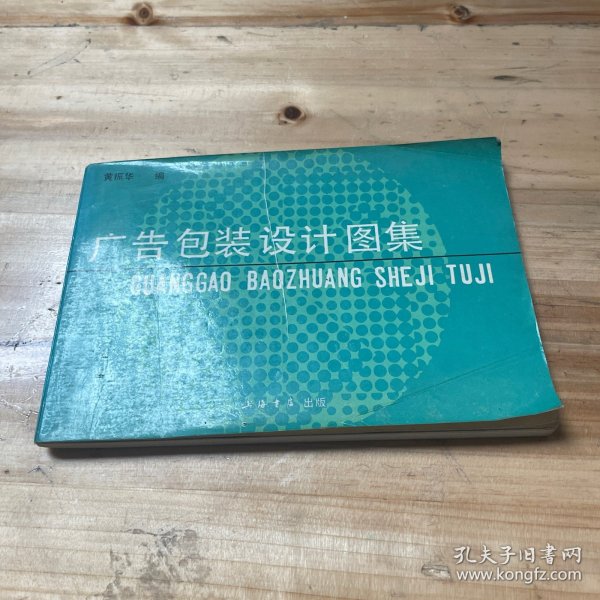 黄振华 编
广告包装设计图集
GUANGGAO BAOZHUANG SHEJI TUJI
上海书店 出版
孔夫子旧书网
www.kongfz.com